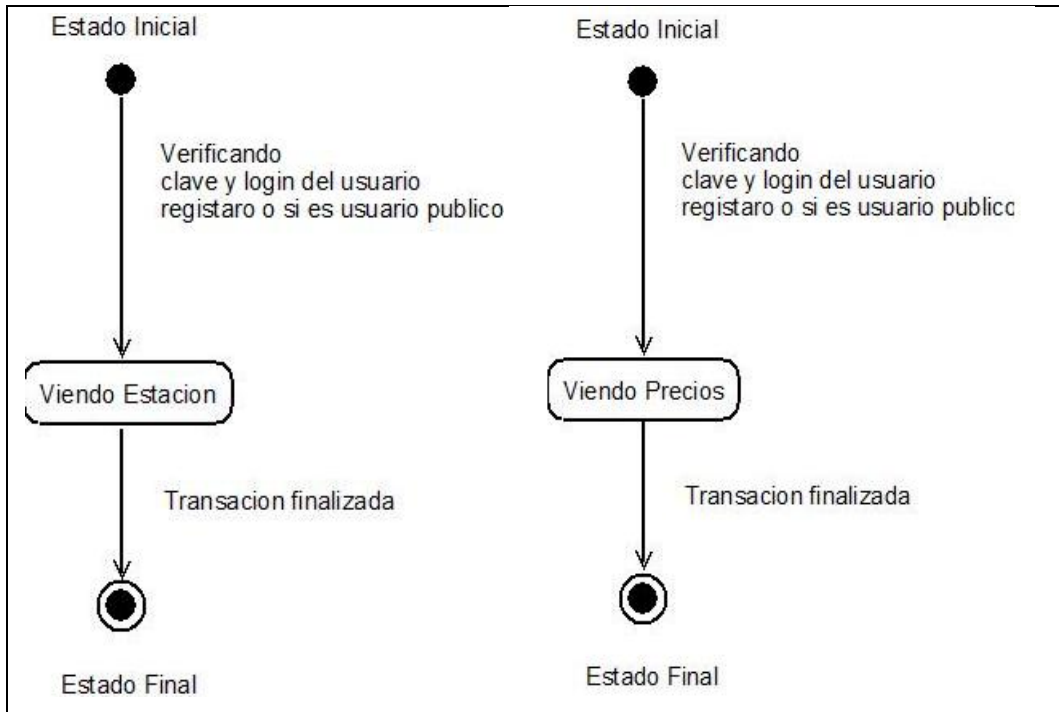 Estado Inicial
Verificando
clave y login del usuario
registaro o si es usuario publico
Viendo Estacion
Transacion finalizada
Estado Final
Estado Inicial
Verificando
clave y login del usuario
registaro o si es usuario publico
Viendo Precios
Transacion finalizada
Estado Final